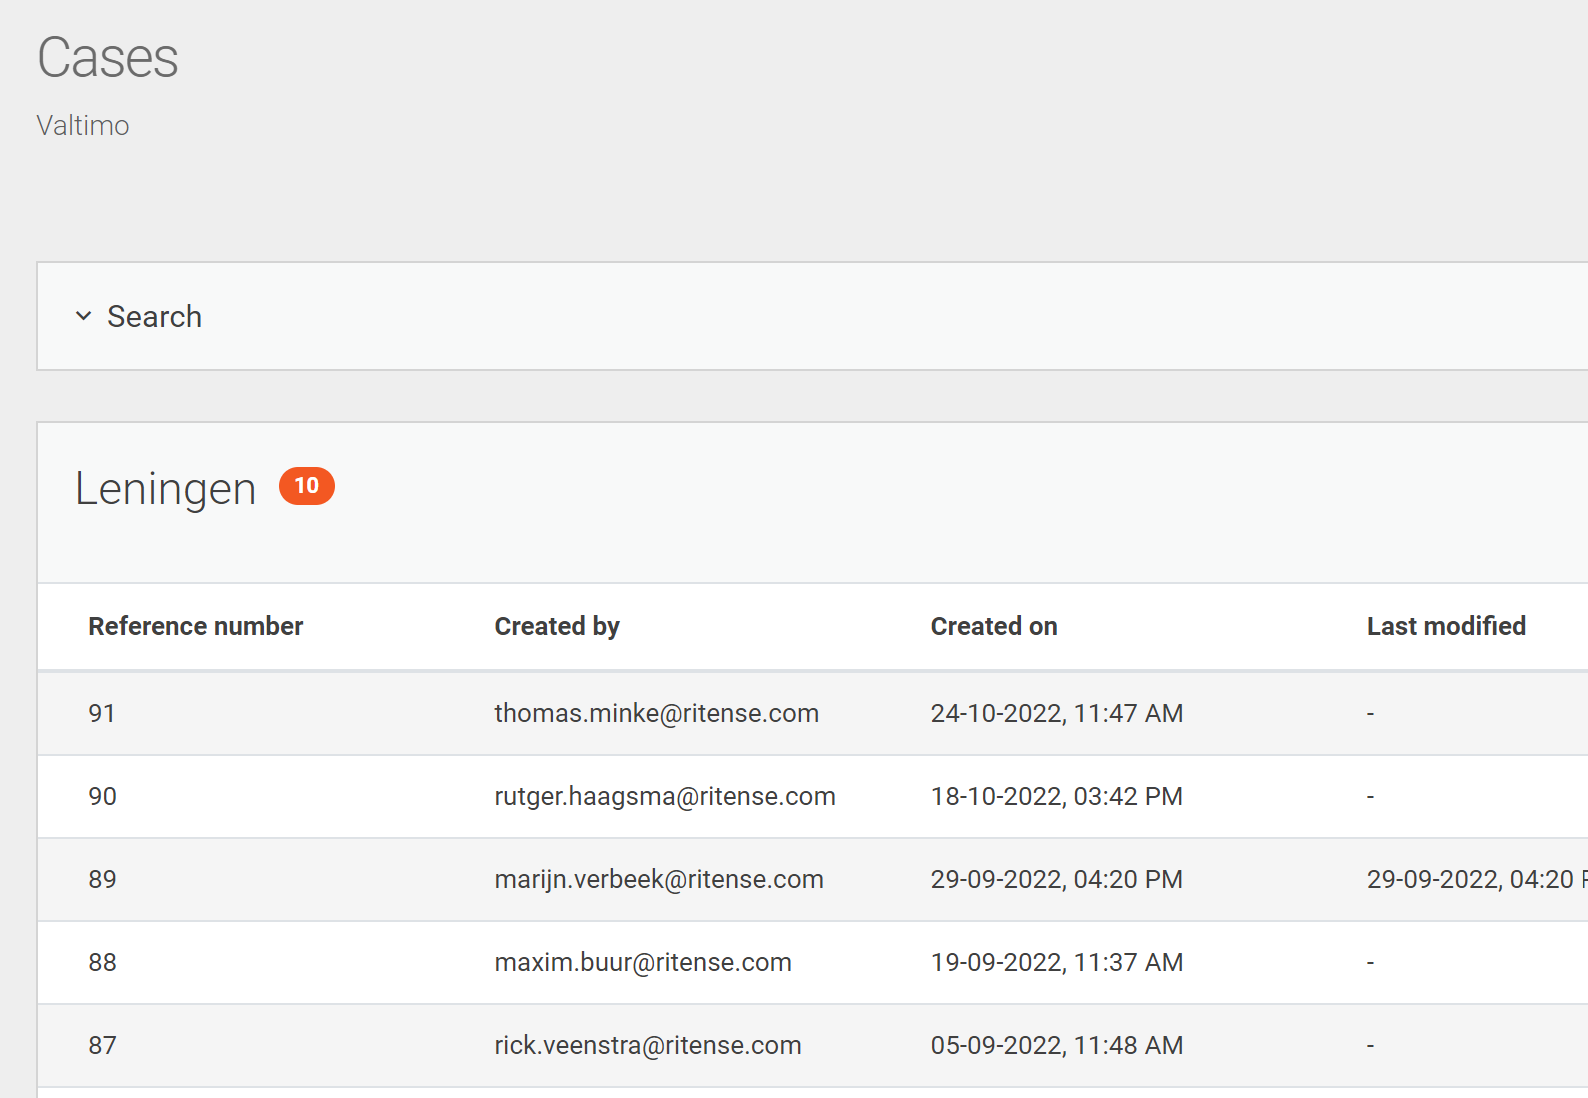 Cases
Valtimo
Search
Leningen 10
Reference number Created by Created on Last modified
91 thomas.minke@ritense.com 24-10-2022, 11:47 AM -
90 rutger.haagsma@ritense.com 18-10-2022, 03:42 PM -
89 marijn.verbeek@ritense.com 29-09-2022, 04:20 PM 29-09-2022, 04:20
88 maxim.buur@ritense.com 19-09-2022, 11:37 AM -
87 rick.veenstra@ritense.com 05-09-2022, 11:48 AM -